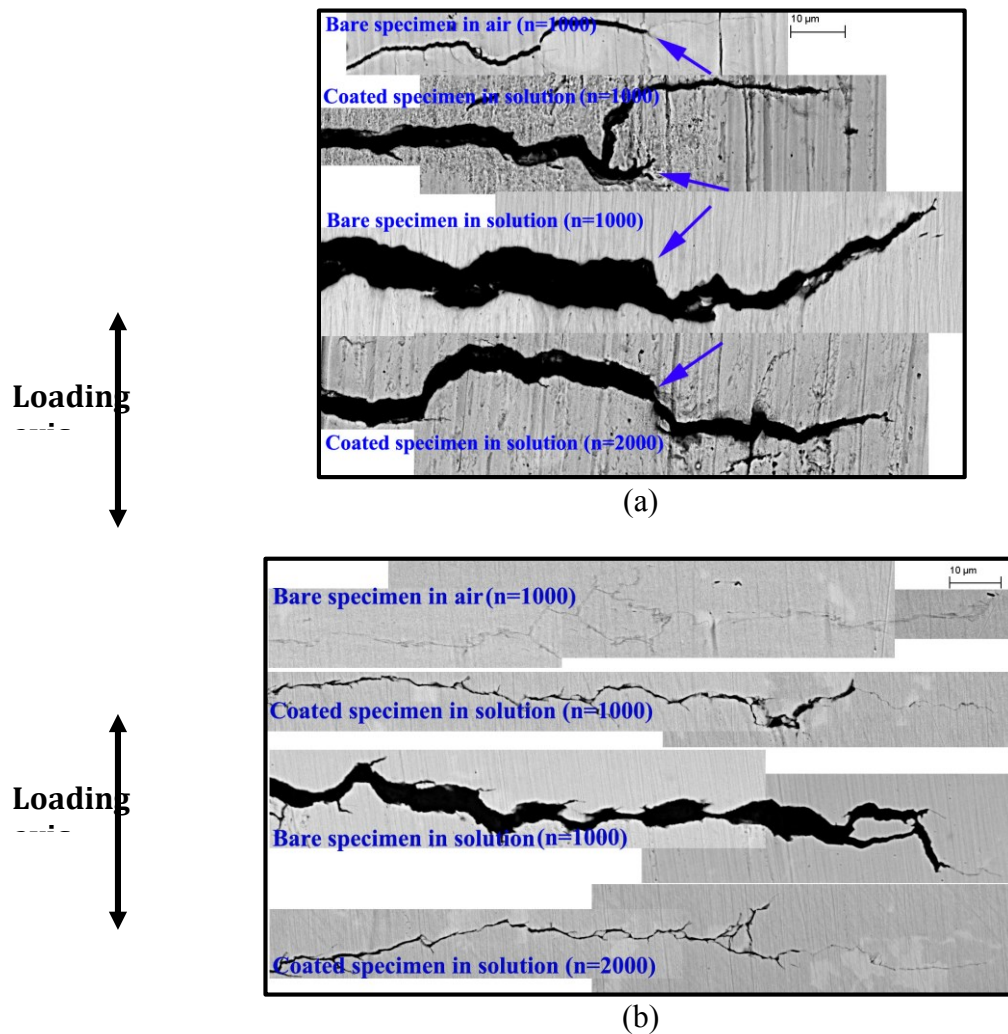 Bare specimen in air (n=1000)
10 µm
Coated specimen in solution (n=1000)
Bare specimen in solution (n=1000)
Loading
Coated specimen in solution (n=2000)
(a)
Bare specimen in air (n=1000)
10 µm
Coated specimen in solution (n=1000)
Loading
Bare specimen in solution (n=1000)
Coated specimen in solution (n=2000)
(b)